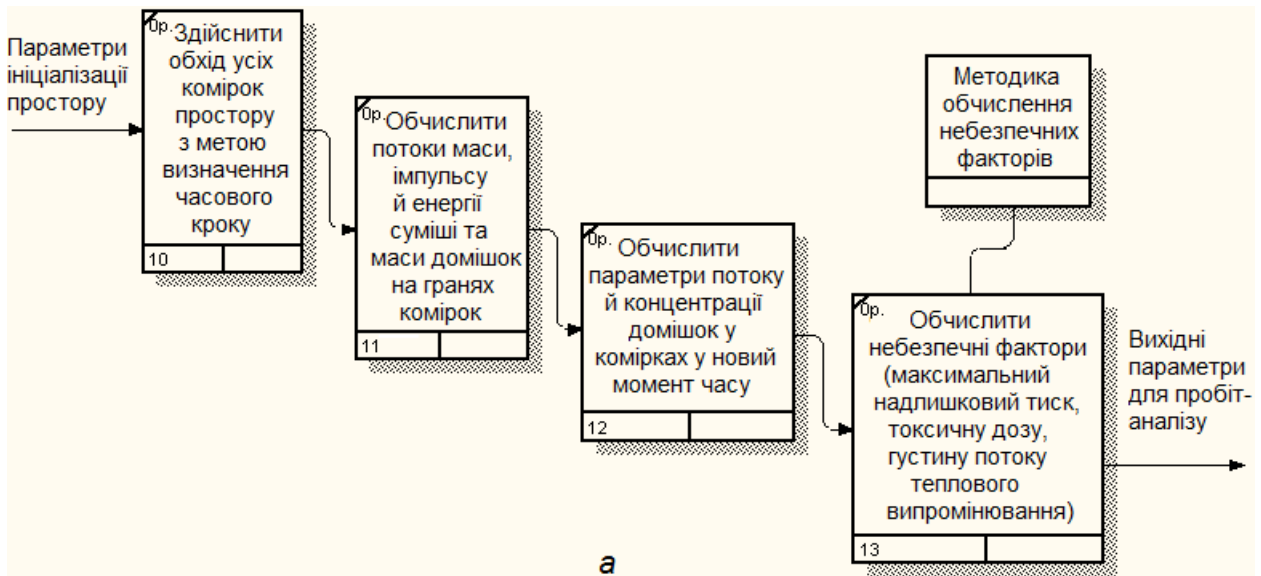 Параметри
ініціалізації
простору
0р.
Здійснити
обхід усіх
комірок
простору
з метою
визначення
часового
кроку
10
0р.
Обчислити
потоки маси,
імпульсу
й енергії
суміші та
маси домішок
на гранях
комірок
11
0р.
Обчислити
параметри потоку
й концентрації
домішок у
комірках у новий
момент часу
12
Методика
обчислення
небезпечних
факторів
0р.
Обчислити
небезпечні фактори
(максимальний
надлишковий тиск,
токсичну дозу,
густину потоку
теплового
випромінювання)
13
Вихідні
параметри
для пробіт-
аналізу
а